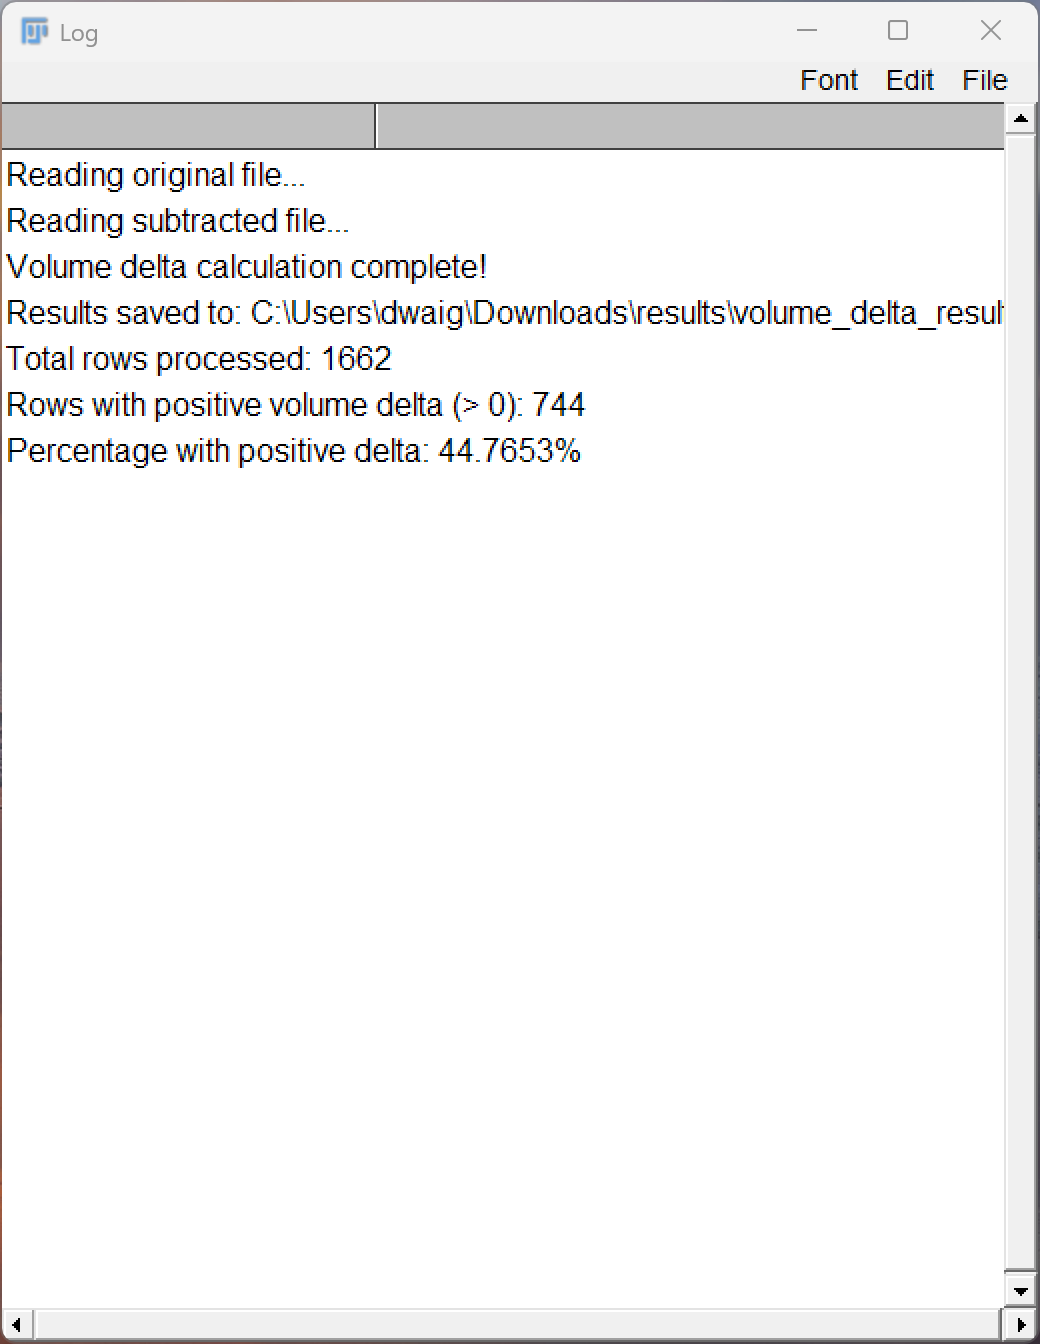 Log
Font Edit File
Reading original file...
Reading subtracted file...
Volume delta calculation complete!
Results saved to: C:\Users\dwaig\Downloads\results\volume_delta_resul
Total rows processed: 1662
Rows with positive volume delta (> 0): 744
Percentage with positive delta: 44.7653%